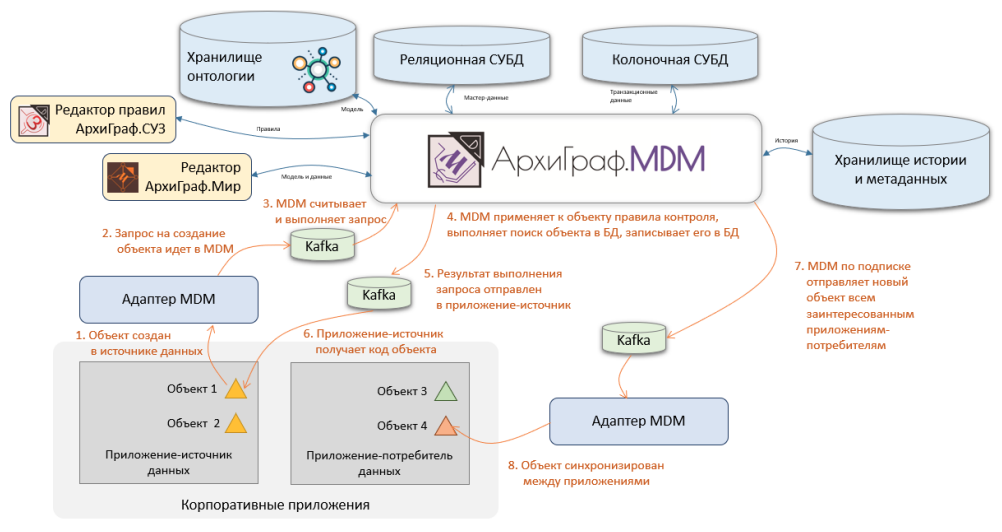 Хранилище
онтологии
Реляционная СУБД
Колоночная СУБД
Модель
Мастер-данные
Транзакционные
данные
Редактор правил
АрхиГраф.СУЗ
Правила
АрхиГраф.MDM
История
Хранилище истории
и метаданных
Редактор
АрхиГраф.Мир
Модель и данные
3. MDM считывает
и выполняет запрос
4. MDM применяет к объекту правила контроля,
выполняет поиск объекта в БД, записывает его в БД
2. Запрос на создание
объекта идет в MDM
Kafka
5. Результат выполнения
запроса отправлен
в приложение-источник
7. MDM по подписке
отправляет новый
объект всем
заинтересованным
приложениям-
потребителям
Адаптер MDM
Kafka
1. Объект создан
в источнике данных
6. Приложение-источник
получает код объекта
Kafka
Объект 1
Объект 2
Приложение-источник
данных
Объект 3
Объект 4
Приложение-потребитель
данных
Адаптер MDM
8. Объект синхронизирован
между приложениями
Корпоративные приложения